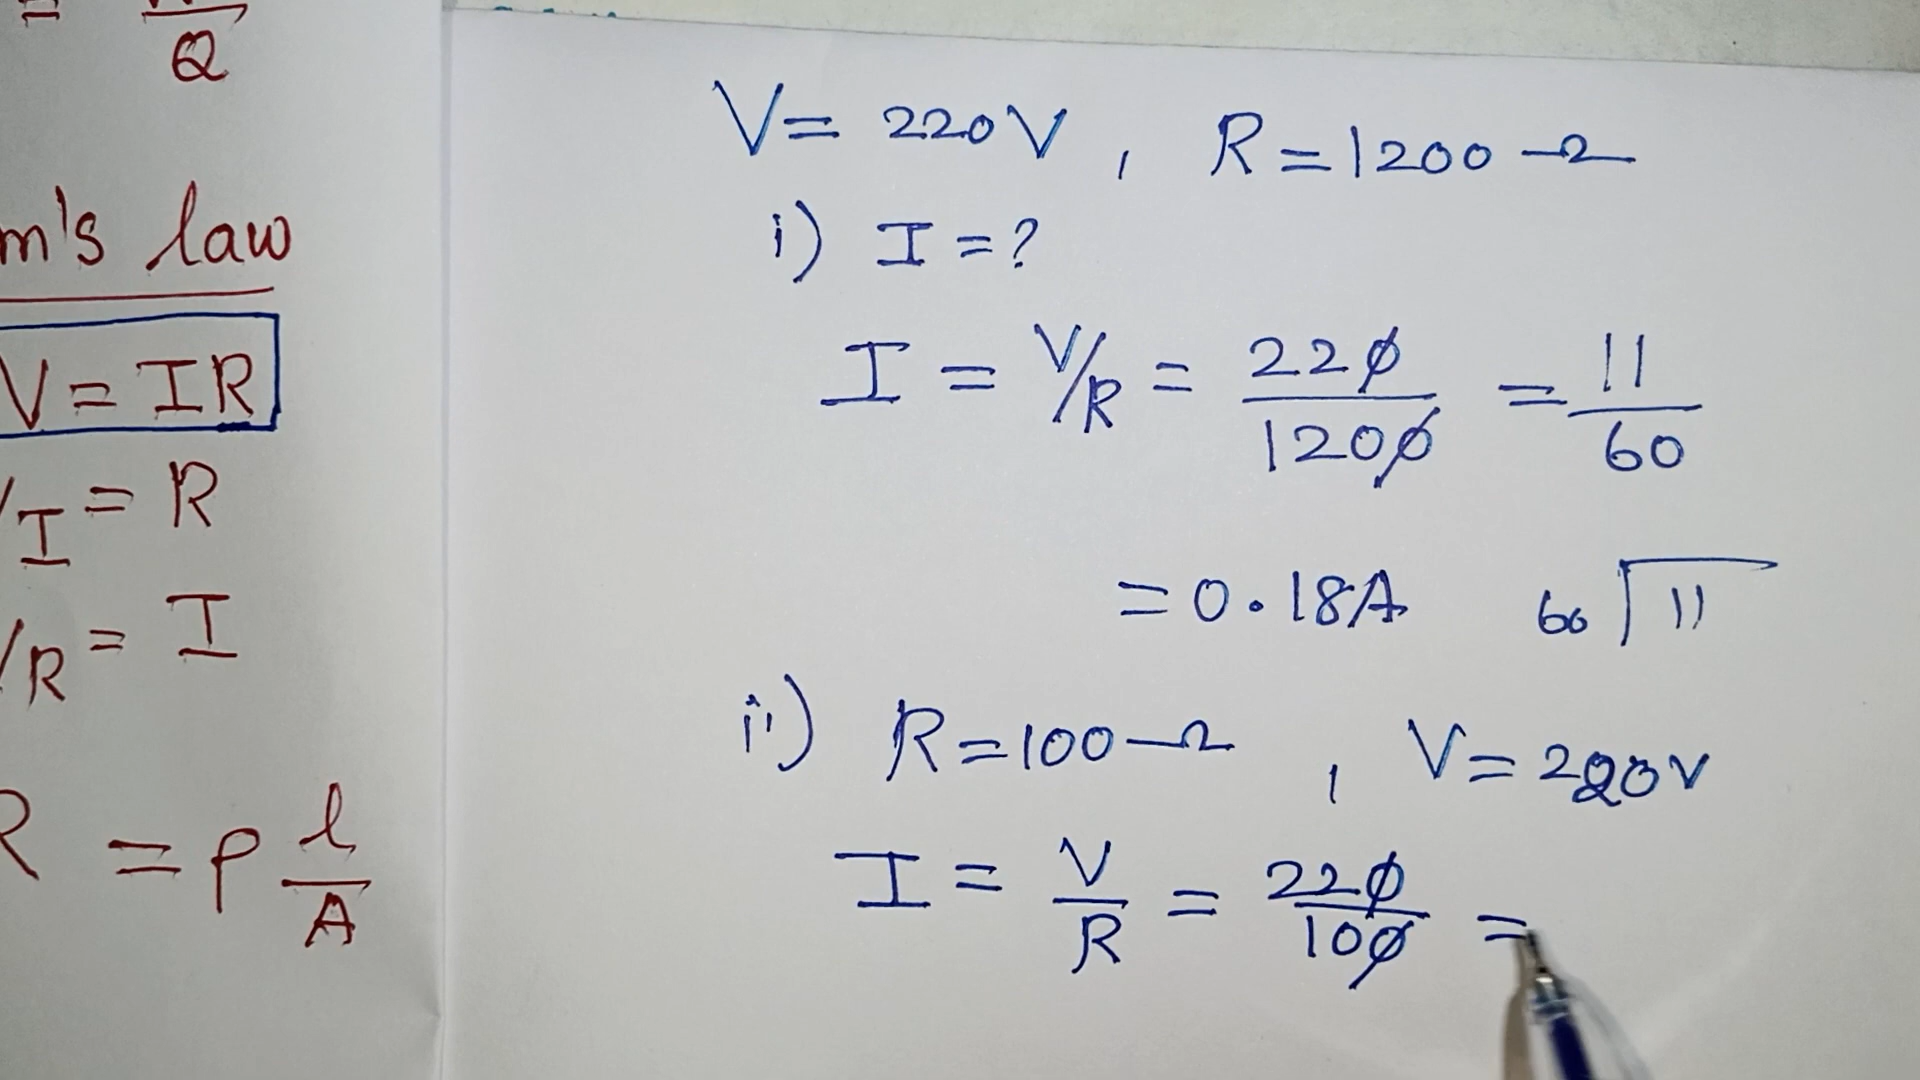 = Q
m's law
V = IR
/I = R
/R = I
R = ρ l/A
V = 220V , R = 1200 Ω
i) I = ?
I = V/R = 220/1200 = 11/60
= 0.18A 60 11
ii) R = 100 Ω , V = 220V
I = V/R = 220/100 =